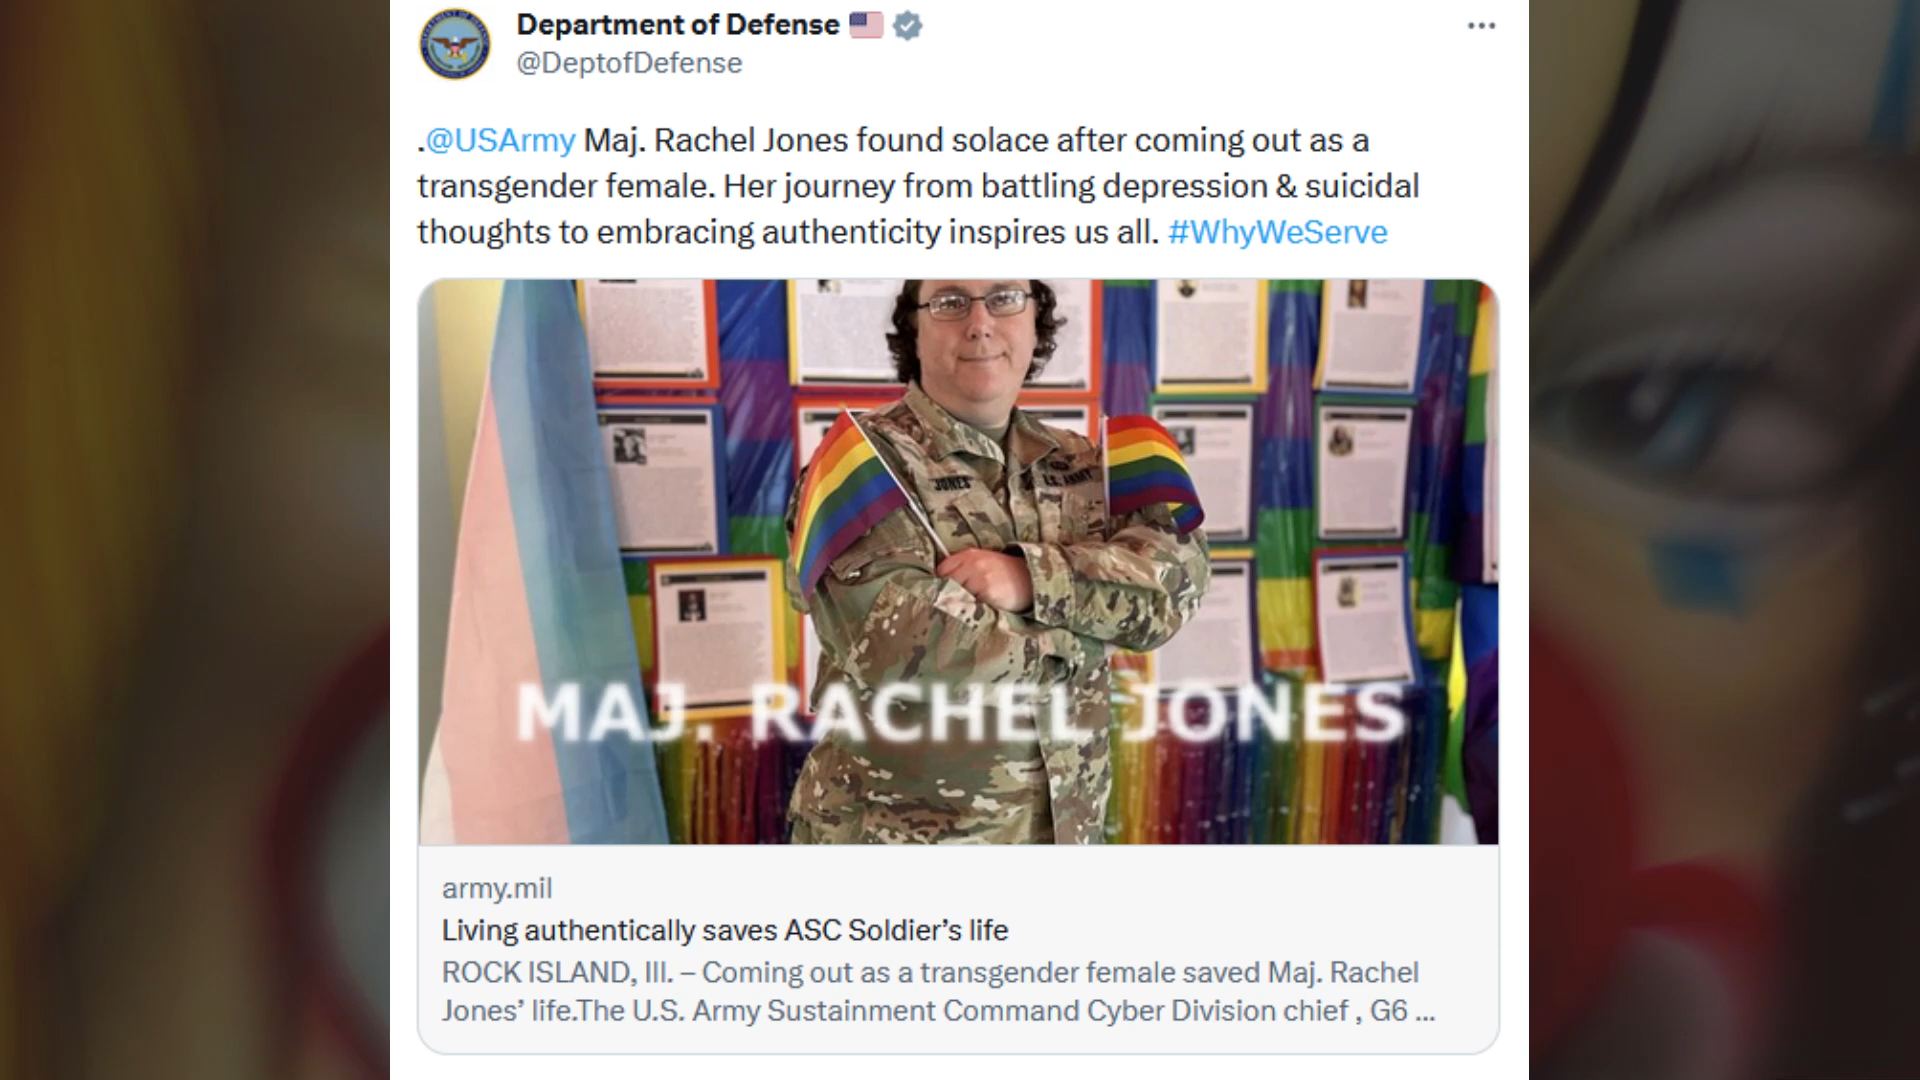 Department of Defense
@DeptofDefense
.@USArmy Maj. Rachel Jones found solace after coming out as a
transgender female. Her journey from battling depression & suicidal
thoughts to embracing authenticity inspires us all. #WhyWeServe
JONES
U.S. ARMY
MAJ. RACHEL JONES
army.mil
Living authentically saves ASC Soldier’s life
ROCK ISLAND, Ill. – Coming out as a transgender female saved Maj. Rachel
Jones’ life.The U.S. Army Sustainment Command Cyber Division chief , G6 ...